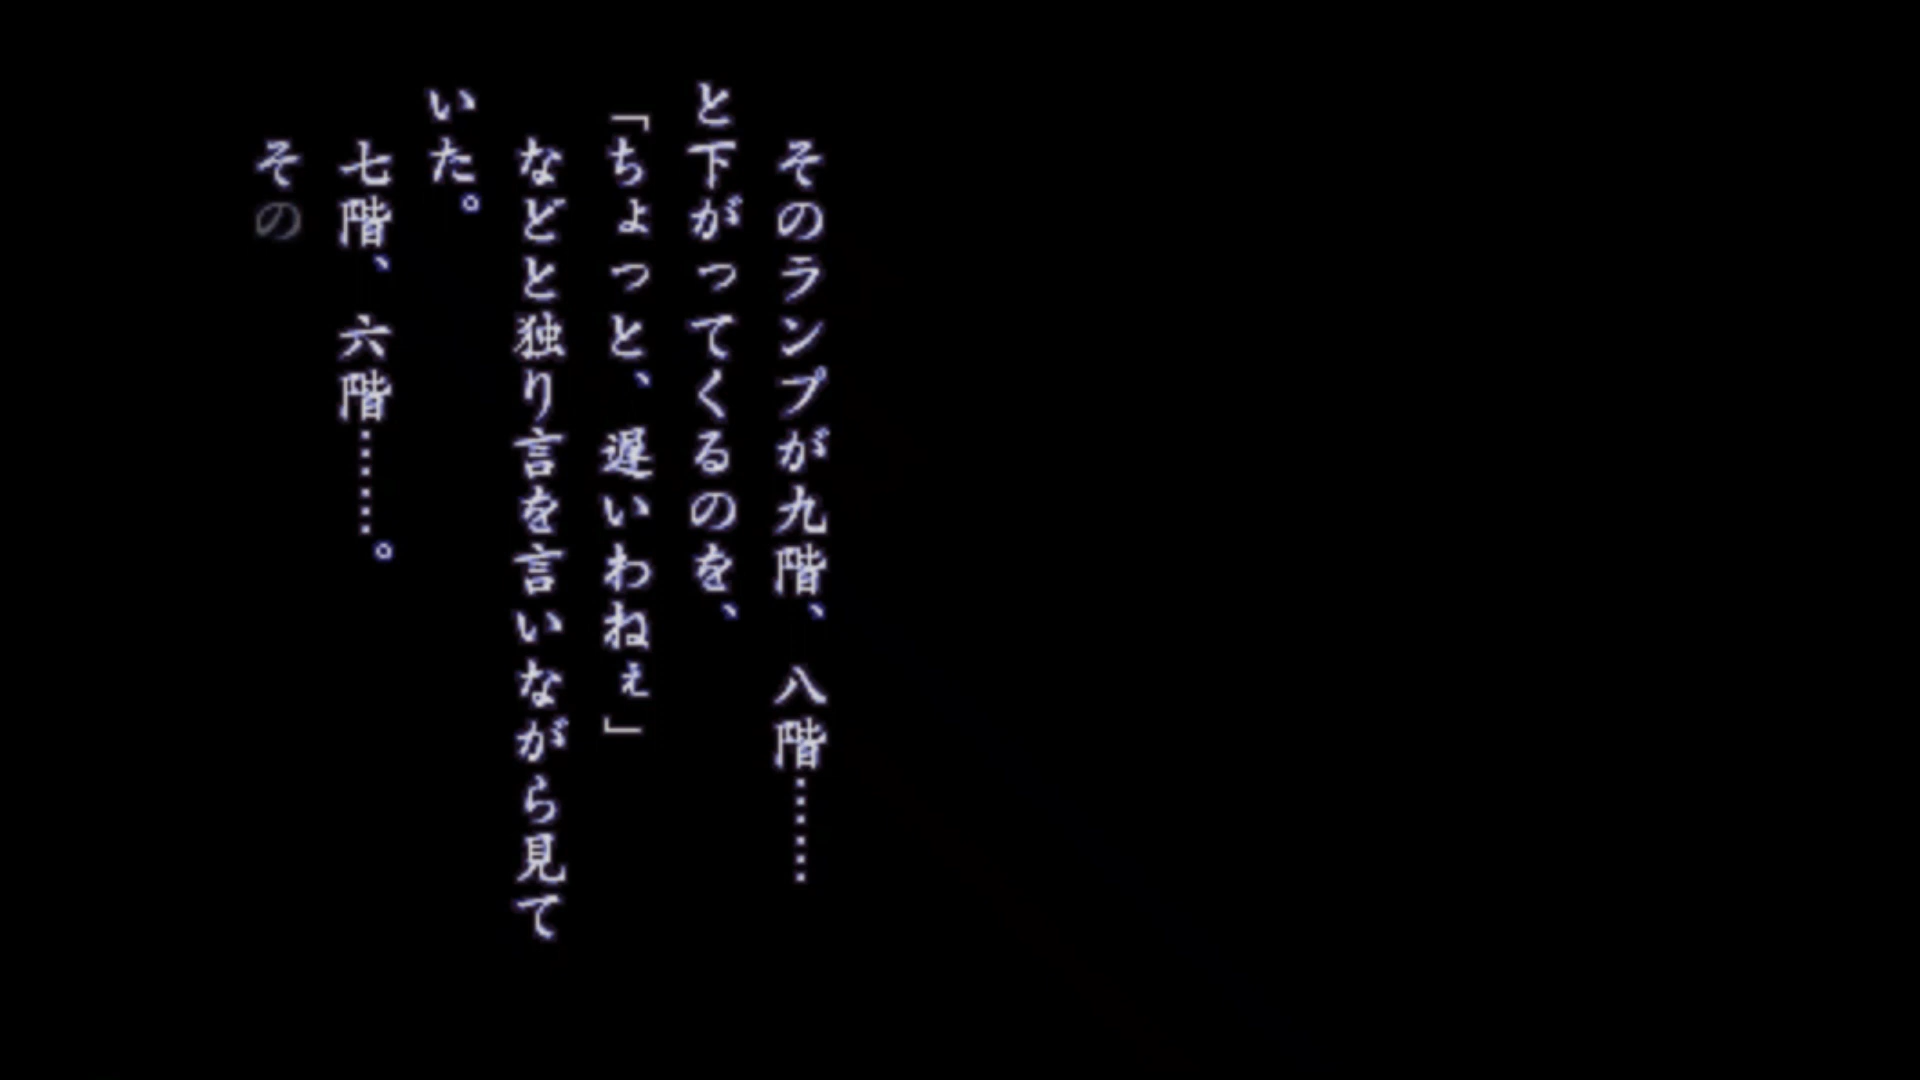 そのランプが九階、八階……
と下がってくるのを、
「ちょっと、遅いわねぇ」
などと独り言を言いながら見て
いた。
七階、六階……。
その